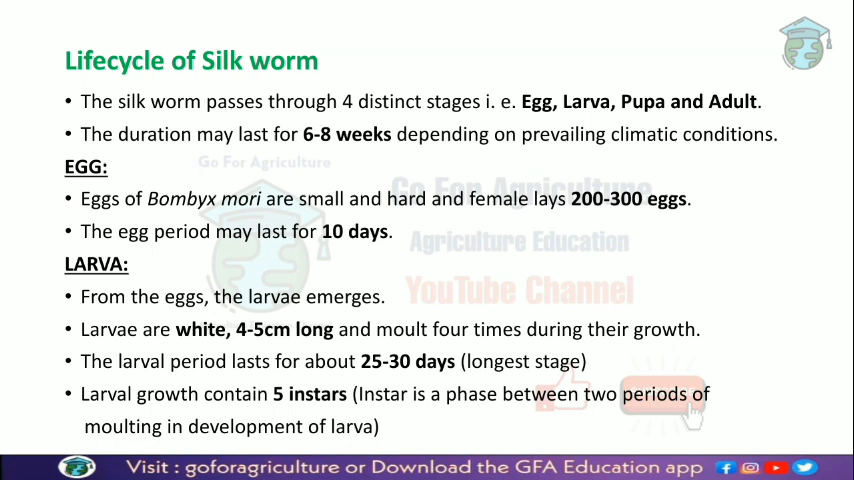 Lifecycle of Silk worm
• The silk worm passes through 4 distinct stages i. e. Egg, Larva, Pupa and Adult.
• The duration may last for 6-8 weeks depending on prevailing climatic conditions.
Go For Agriculture
EGG:
Go For Agriculture
• Eggs of Bombyx mori are small and hard and female lays 200-300 eggs.
• The egg period may last for 10 days.
Agriculture Education
LARVA:
YouTube Channel
• From the eggs, the larvae emerges.
• Larvae are white, 4-5cm long and moult four times during their growth.
• The larval period lasts for about 25-30 days (longest stage)
• Larval growth contain 5 instars (Instar is a phase between two periods of
moulting in development of larva)
Visit : goforagriculture or Download the GFA Education app